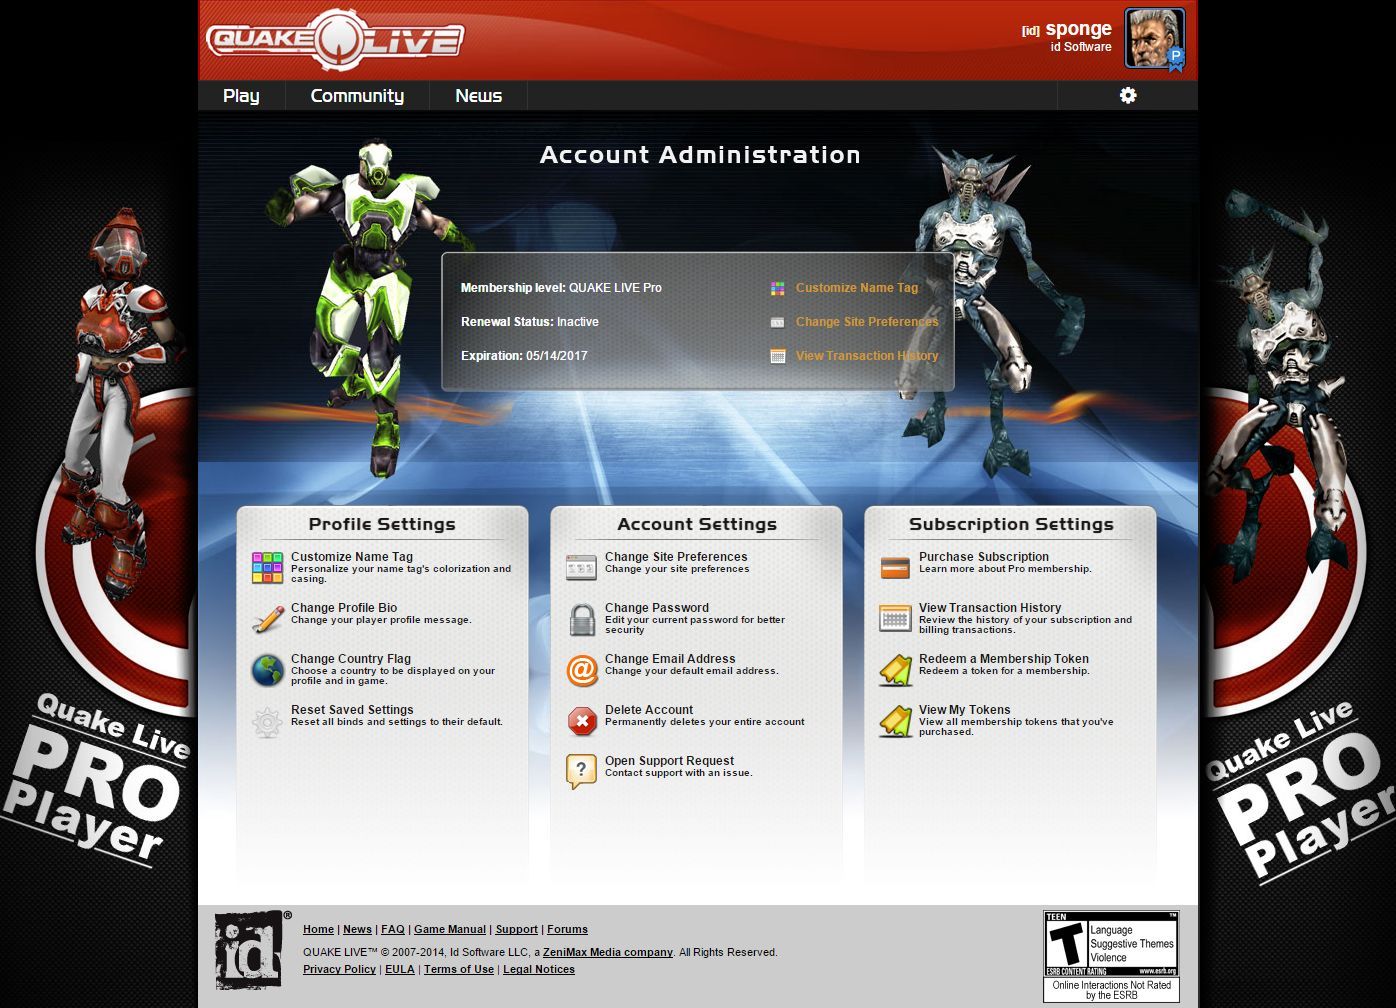 QUAKE LIVE
[id] sponge
id Software
P
Play
Community
News
Account Administration
Membership level: QUAKE LIVE Pro
Customize Name Tag
Renewal Status: Inactive
Change Site Preferences
Expiration: 05/14/2017
View Transaction History
Profile Settings
Customize Name Tag
Personalize your name tag's colorization and
casing.
Change Profile Bio
Change your player profile message.
Change Country Flag
Choose a country to be displayed on your
profile and in game.
Reset Saved Settings
Reset all binds and settings to their default.
Account Settings
Change Site Preferences
Change your site preferences
Change Password
Edit your current password for better
security
Change Email Address
Change your default email address.
Delete Account
Permanently deletes your entire account
Open Support Request
Contact support with an issue.
Subscription Settings
Purchase Subscription
Learn more about Pro membership.
View Transaction History
Review the history of your subscription and
billing transactions.
Redeem a Membership Token
Redeem a token for a membership.
View My Tokens
View all membership tokens that you've
purchased.
Quake Live
PRO
Player
Quake Live
PRO
Player
id®
Home | News | FAQ | Game Manual | Support | Forums
QUAKE LIVE™ © 2007-2014, Id Software LLC, a ZeniMax Media company. All Rights Reserved.
Privacy Policy | EULA | Terms of Use | Legal Notices
TEEN
T
Language
Suggestive Themes
Violence
ESRB CONTENT RATING www.esrb.org
Online Interactions Not Rated
by the ESRB